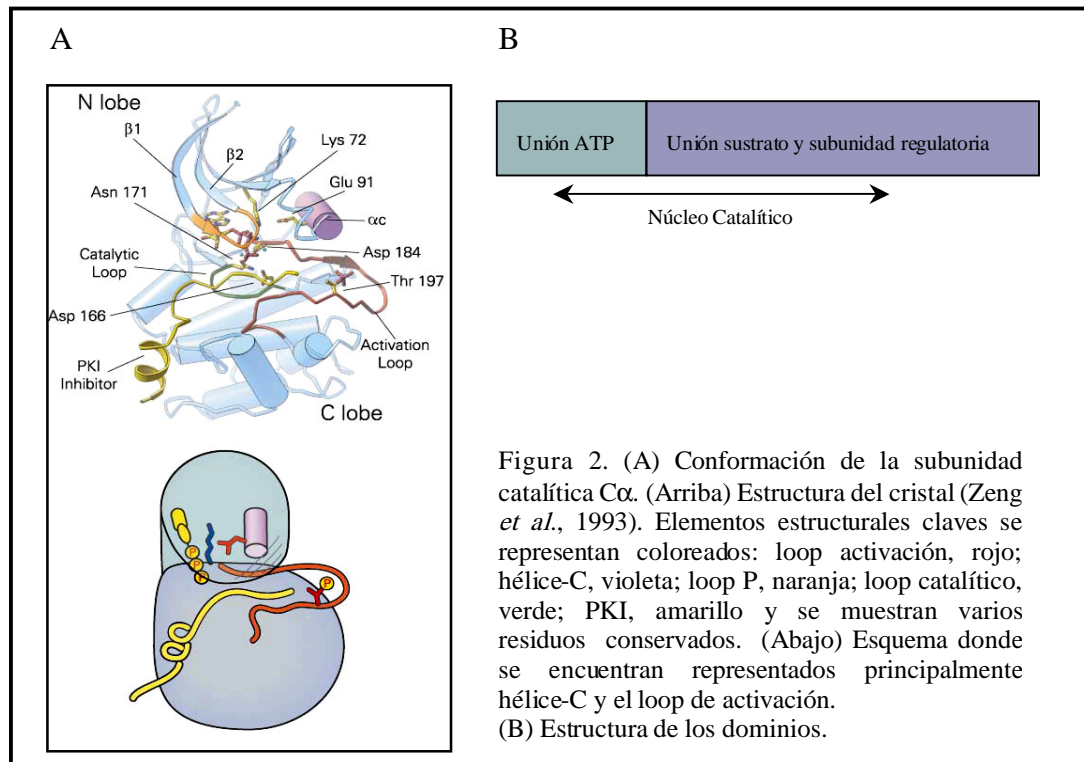 A
B
N lobe
β1
β2
Lys 72
Asn 171
Glu 91
αc
Catalytic
Loop
Asp 184
Thr 197
Asp 166
Activation
Loop
PKI
Inhibitor
C lobe
P
P
P
P
Unión ATP
Unión sustrato y subunidad regulatoria
Núcleo Catalítico
Figura 2. (A) Conformación de la subunidad
catalítica Cα. (Arriba) Estructura del cristal (Zeng
et al., 1993). Elementos estructurales claves se
representan coloreados: loop activación, rojo;
hélice-C, violeta; loop P, naranja; loop catalítico,
verde; PKI, amarillo y se muestran varios
residuos conservados. (Abajo) Esquema donde
se encuentran representados principalmente
hélice-C y el loop de activación.
(B) Estructura de los dominios.